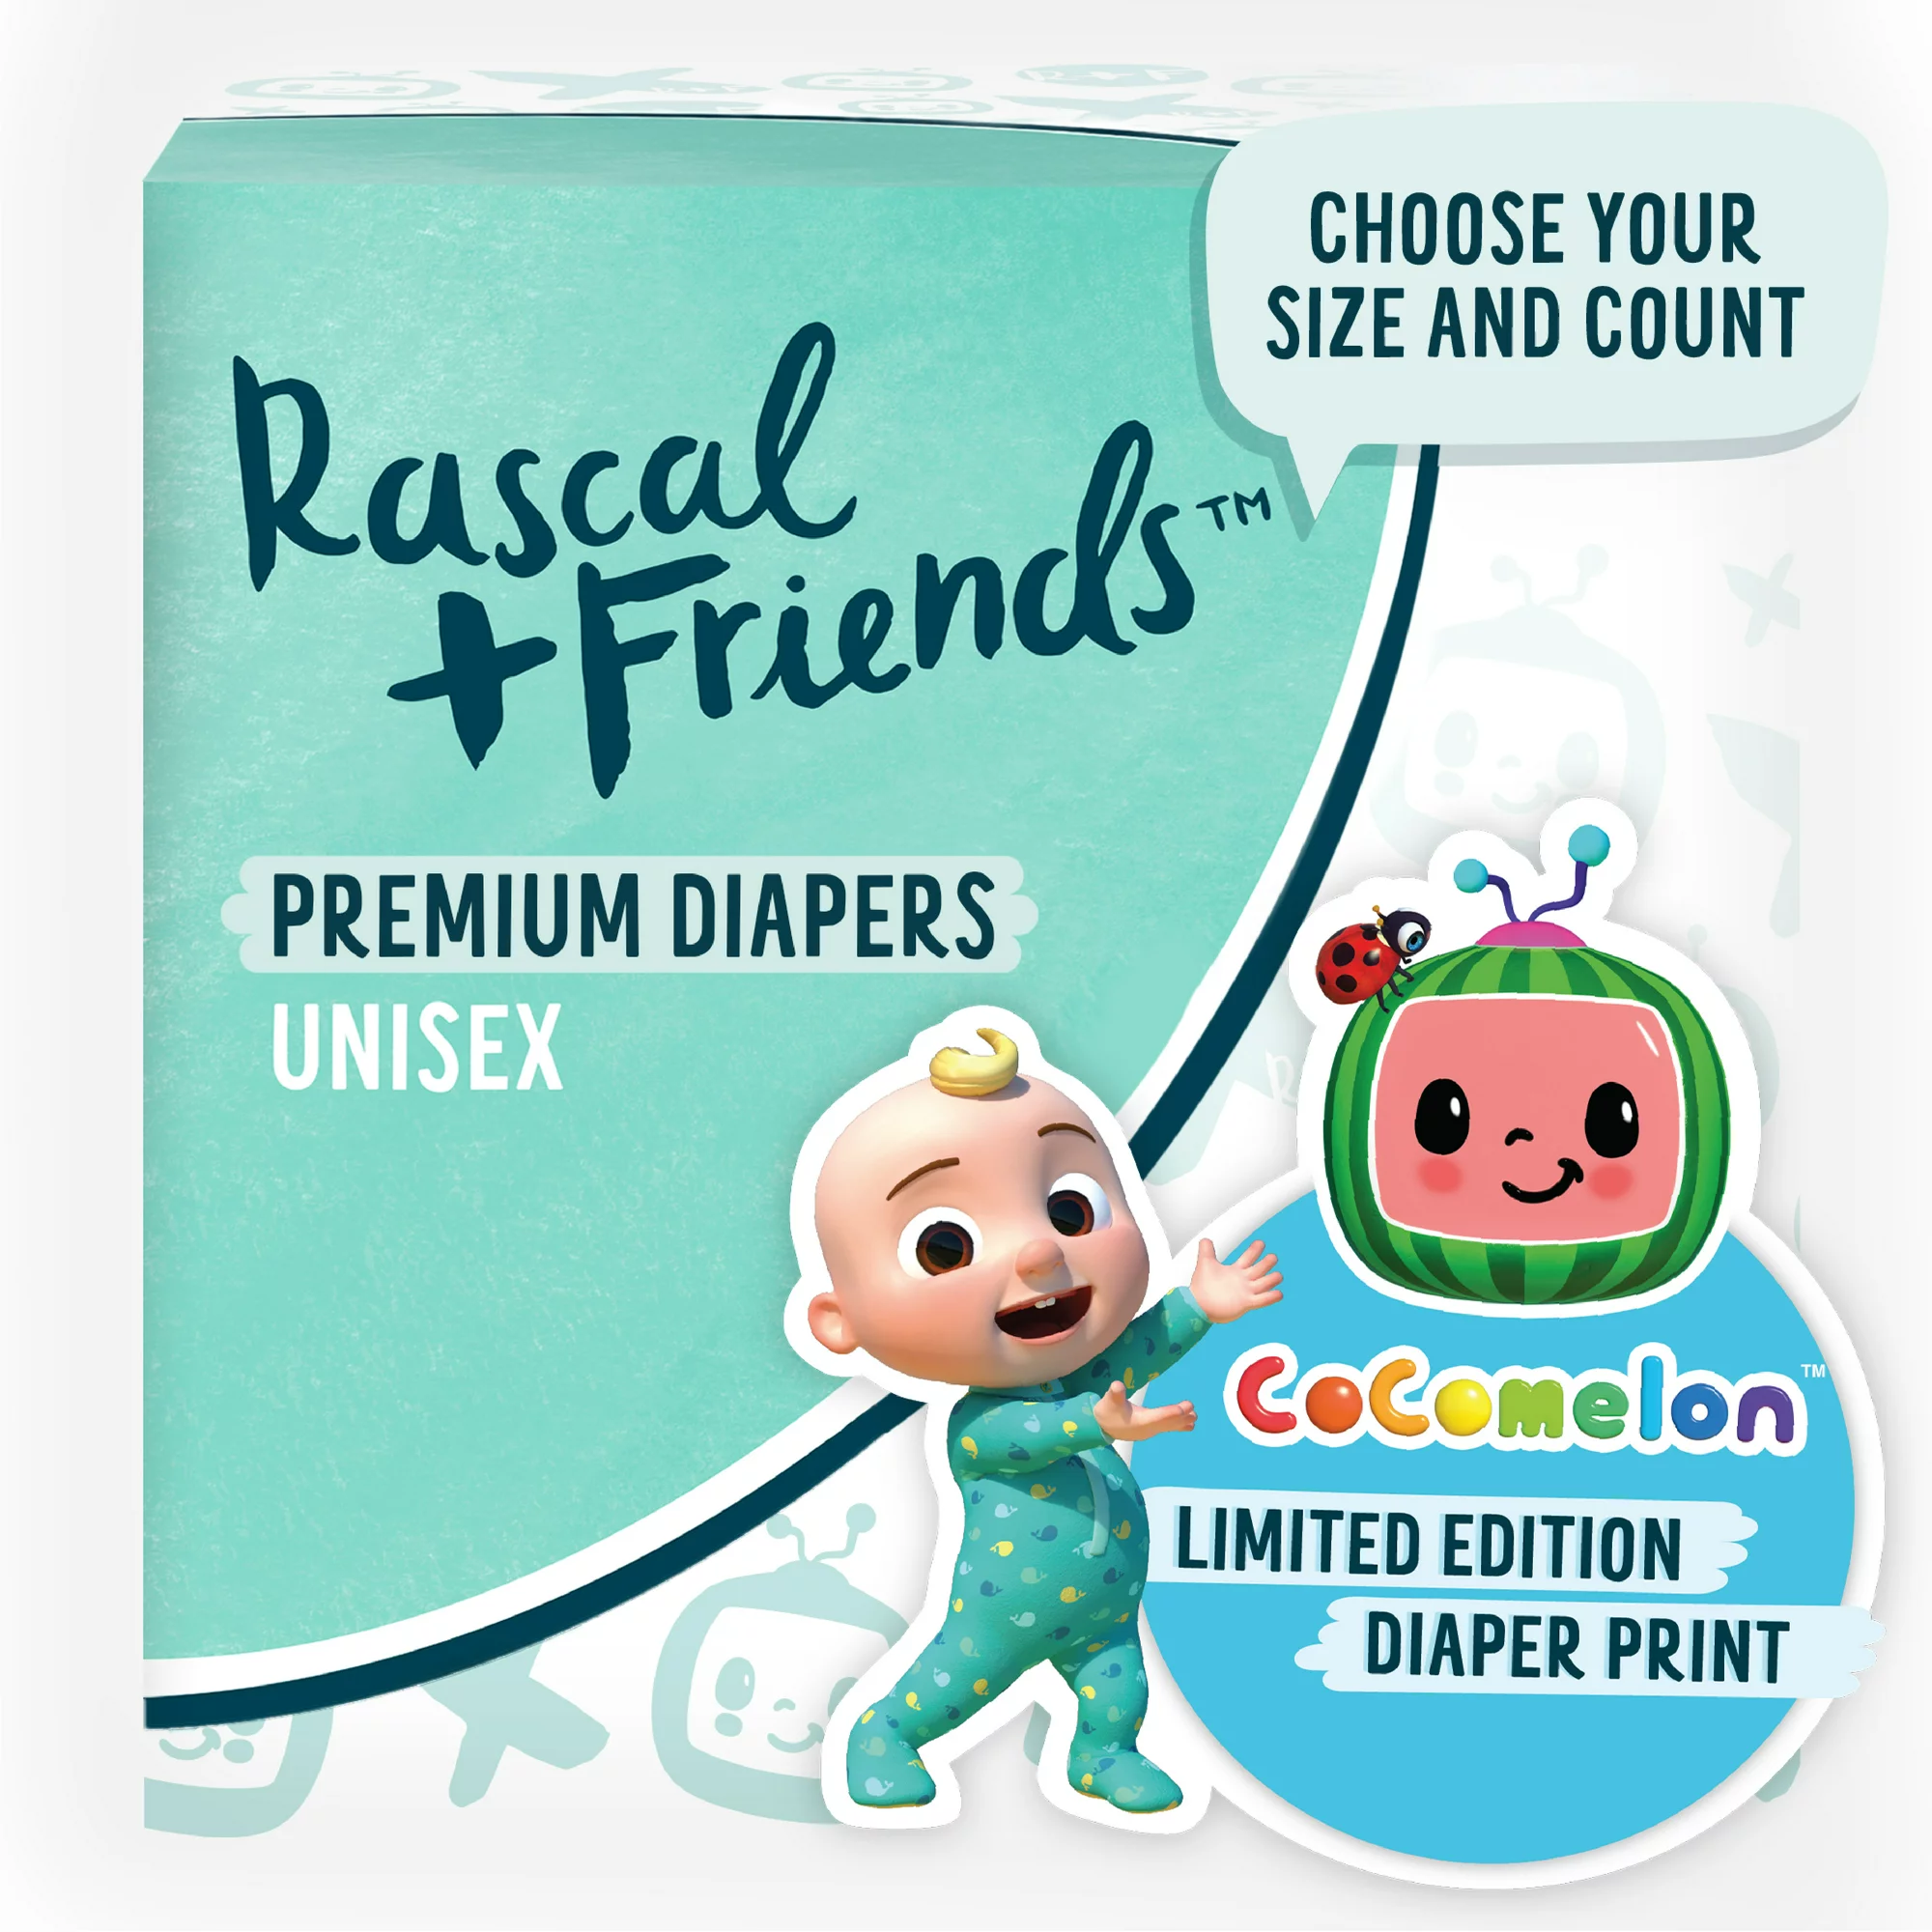 CHOOSE YOUR
SIZE AND COUNT
Rascal
+Friends™
PREMIUM DIAPERS
UNISEX
CoComelon™
LIMITED EDITION
DIAPER PRINT